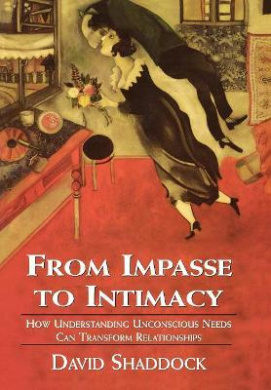 FROM IMPASSE
TO INTIMACY
HOW UNDERSTANDING UNCONSCIOUS NEEDS
CAN TRANSFORM RELATIONSHIPS
DAVID SHADDOCK